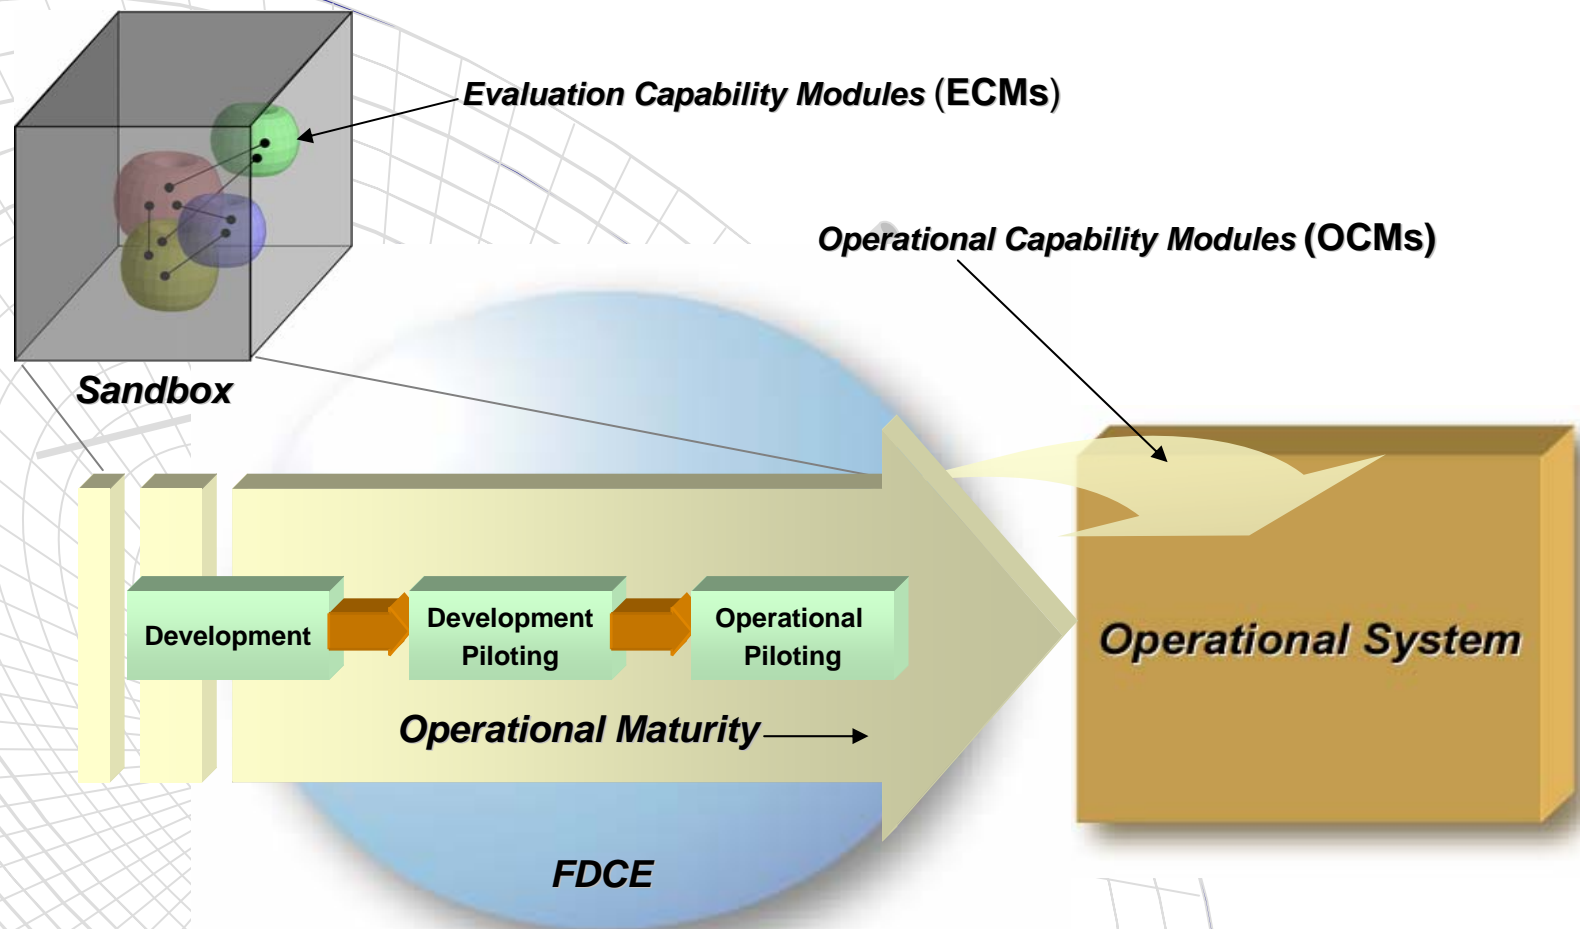 Evaluation Capability Modules (ECMs)
Operational Capability Modules (OCMs)
Sandbox
Development
Development
Piloting
Operational
Piloting
Operational Maturity
Operational System
FDCE